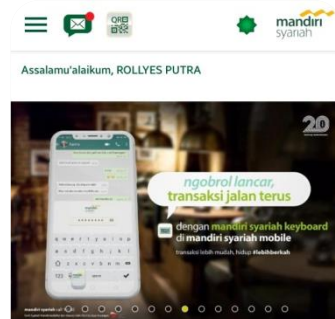 mandiri
syariah
Assalamu'alaikum, ROLLYES PUTRA
20
ngobrol lancar,
transaksi jalan terus
dengan mandiri syariah keyboard
di mandiri syariah mobile
transaksi lebih mudah, hidup #lebihberkah